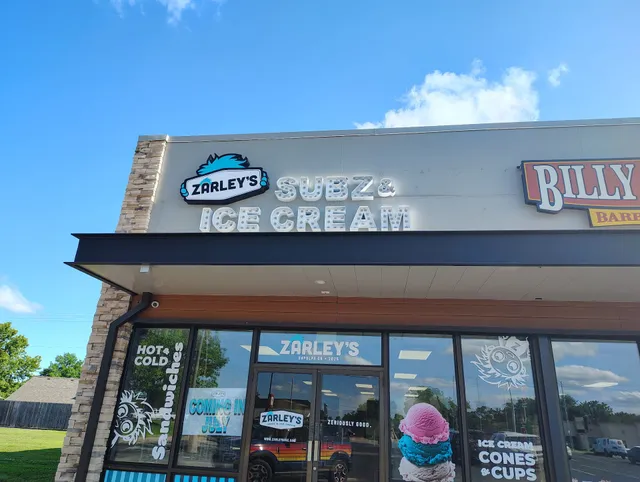 ZARLEY'S
SUBZ &
ICE CREAM
BILLY
BARB
HOT &
COLD
Sandwiches
COMING IN
JULY
ZARLEY'S
ZARLEY'S
ZERIOUSLY GOOD.
ICE CREAM
CONES
& CUPS